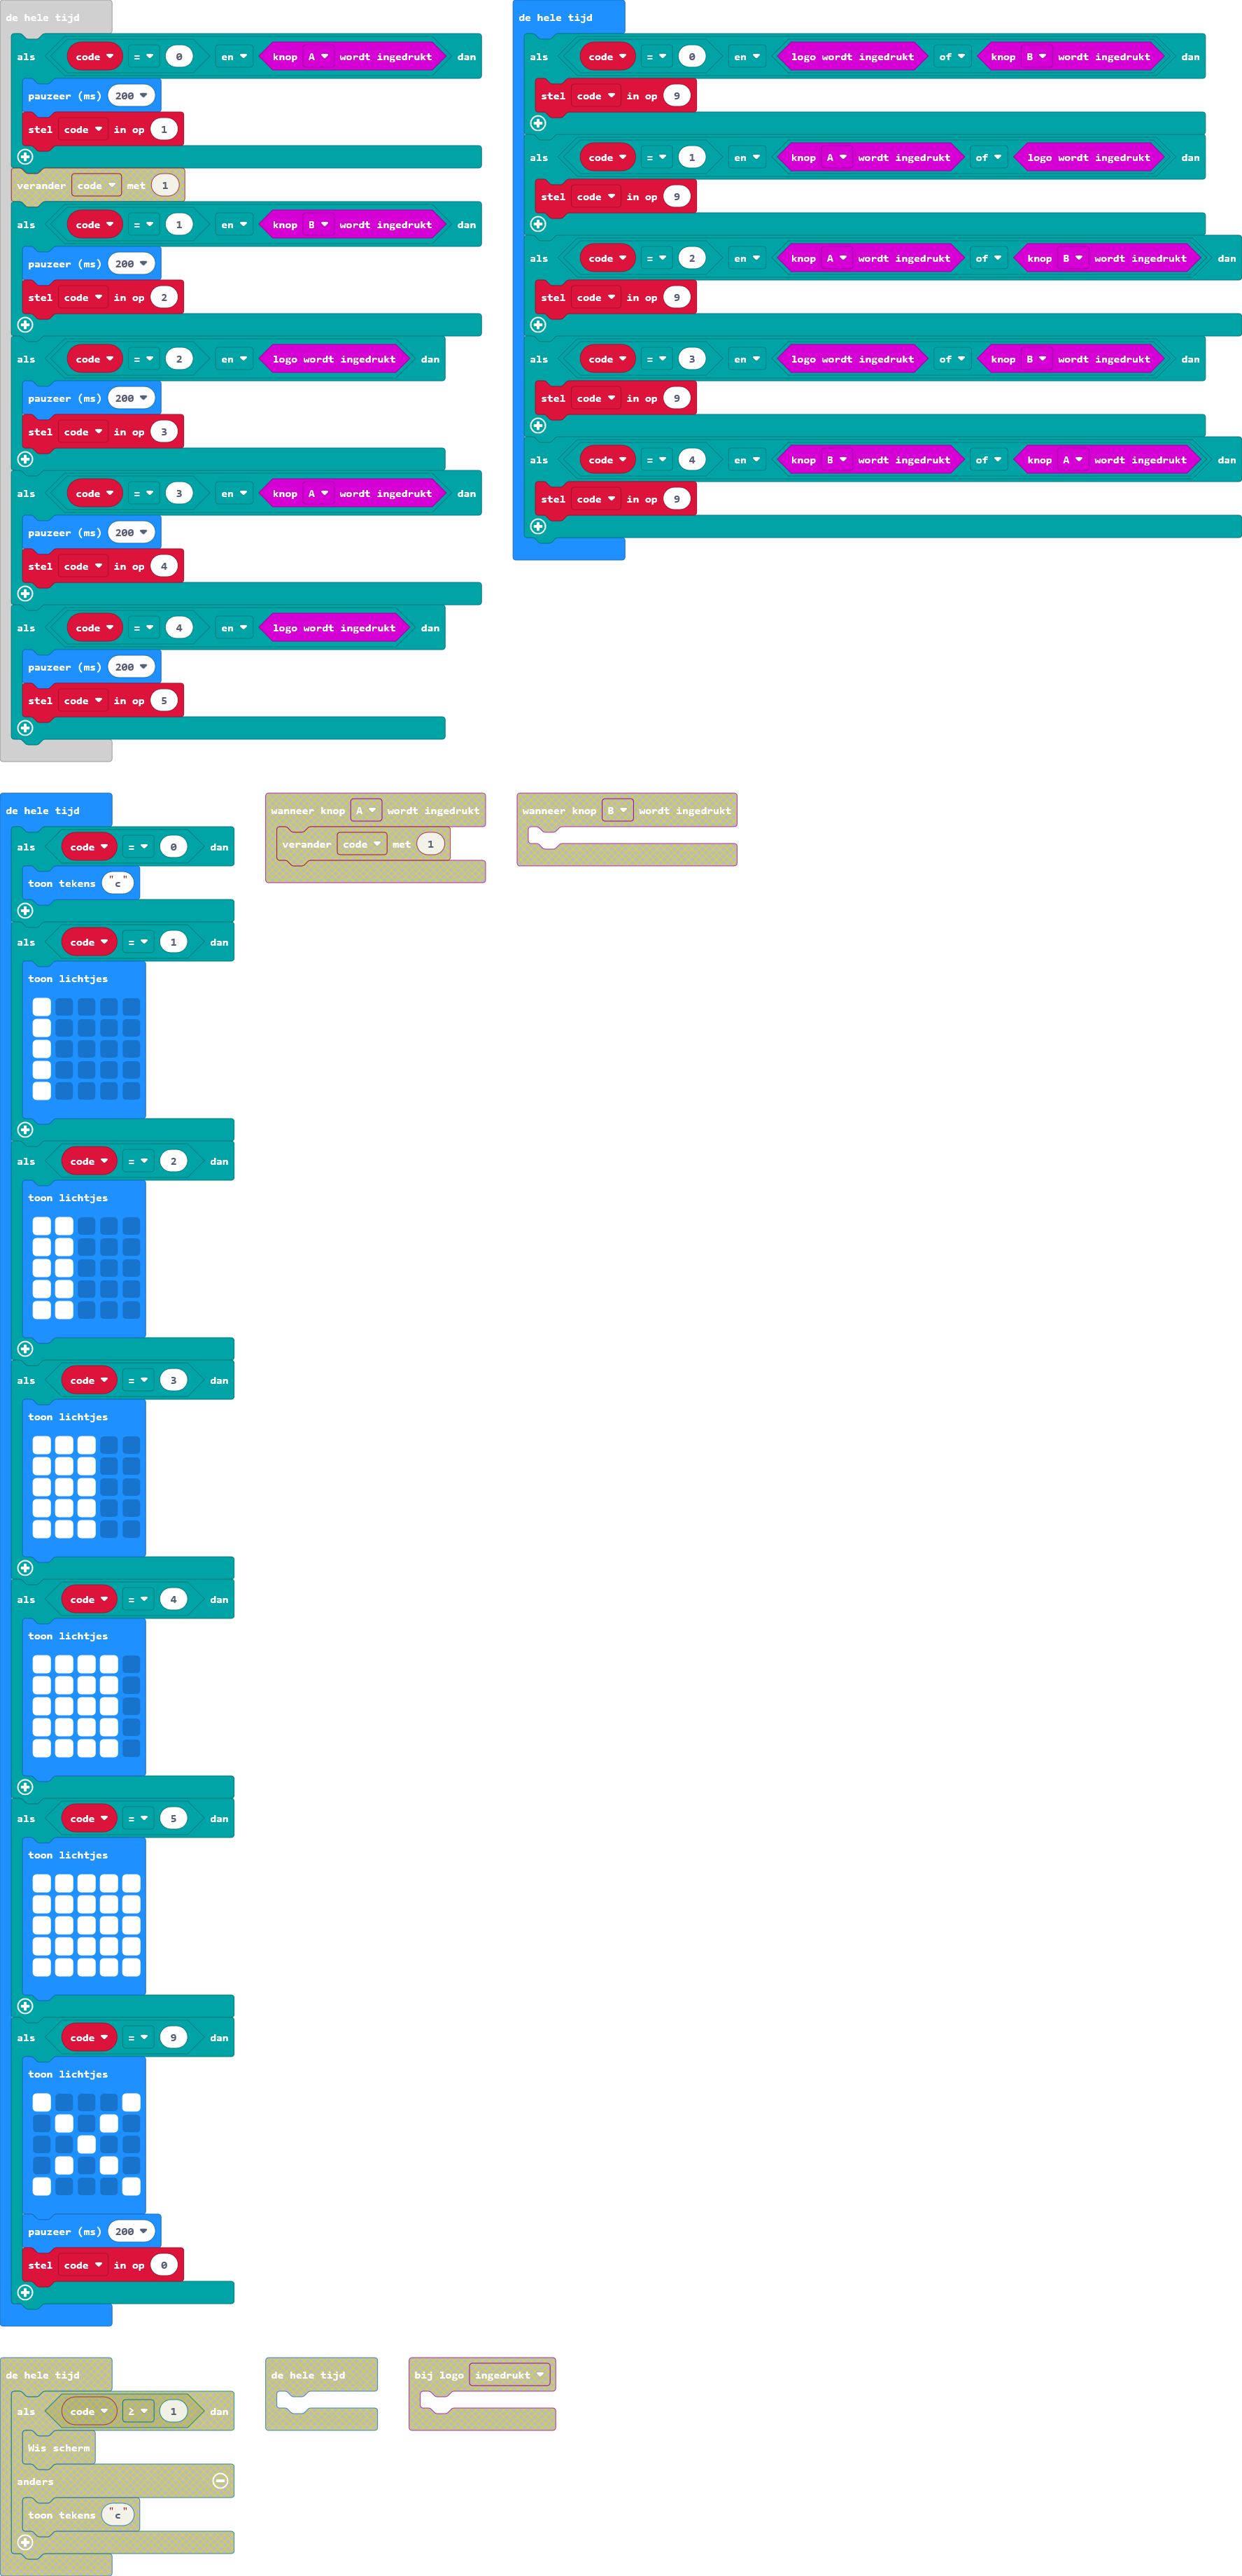 de hele tijd
als code = 0 en knop A wordt ingedrukt dan
pauzeer (ms) 200
stel code in op 1
verander code met 1
als code = 1 en knop B wordt ingedrukt dan
pauzeer (ms) 200
stel code in op 2
als code = 2 en logo wordt ingedrukt dan
pauzeer (ms) 200
stel code in op 3
als code = 3 en knop A wordt ingedrukt dan
pauzeer (ms) 200
stel code in op 4
als code = 4 en logo wordt ingedrukt dan
pauzeer (ms) 200
stel code in op 5
de hele tijd
als code = 0 en logo wordt ingedrukt of knop B wordt ingedrukt dan
stel code in op 9
als code = 1 en knop A wordt ingedrukt of logo wordt ingedrukt dan
stel code in op 9
als code = 2 en knop A wordt ingedrukt of knop B wordt ingedrukt dan
stel code in op 9
als code = 3 en logo wordt ingedrukt of knop B wordt ingedrukt dan
stel code in op 9
als code = 4 en knop B wordt ingedrukt of knop A wordt ingedrukt dan
stel code in op 9
de hele tijd
als code = 0 dan
toon tekens "c"
als code = 1 dan
toon lichtjes
als code = 2 dan
toon lichtjes
als code = 3 dan
toon lichtjes
als code = 4 dan
toon lichtjes
als code = 5 dan
toon lichtjes
als code = 9 dan
toon lichtjes
pauzeer (ms) 200
stel code in op 0
wanneer knop A wordt ingedrukt
verander code met 1
wanneer knop B wordt ingedrukt
de hele tijd
als code ≥ 1 dan
Wis scherm
anders
toon tekens "c"
de hele tijd
bij logo ingedrukt